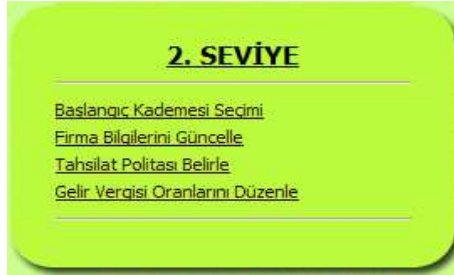 2. SEVİYE
Başlangıç Kademesi Seçimi
Firma Bilgilerini Güncelle
Tahsilat Politası Belirle
Gelir Vergisi Oranlarını Düzenle